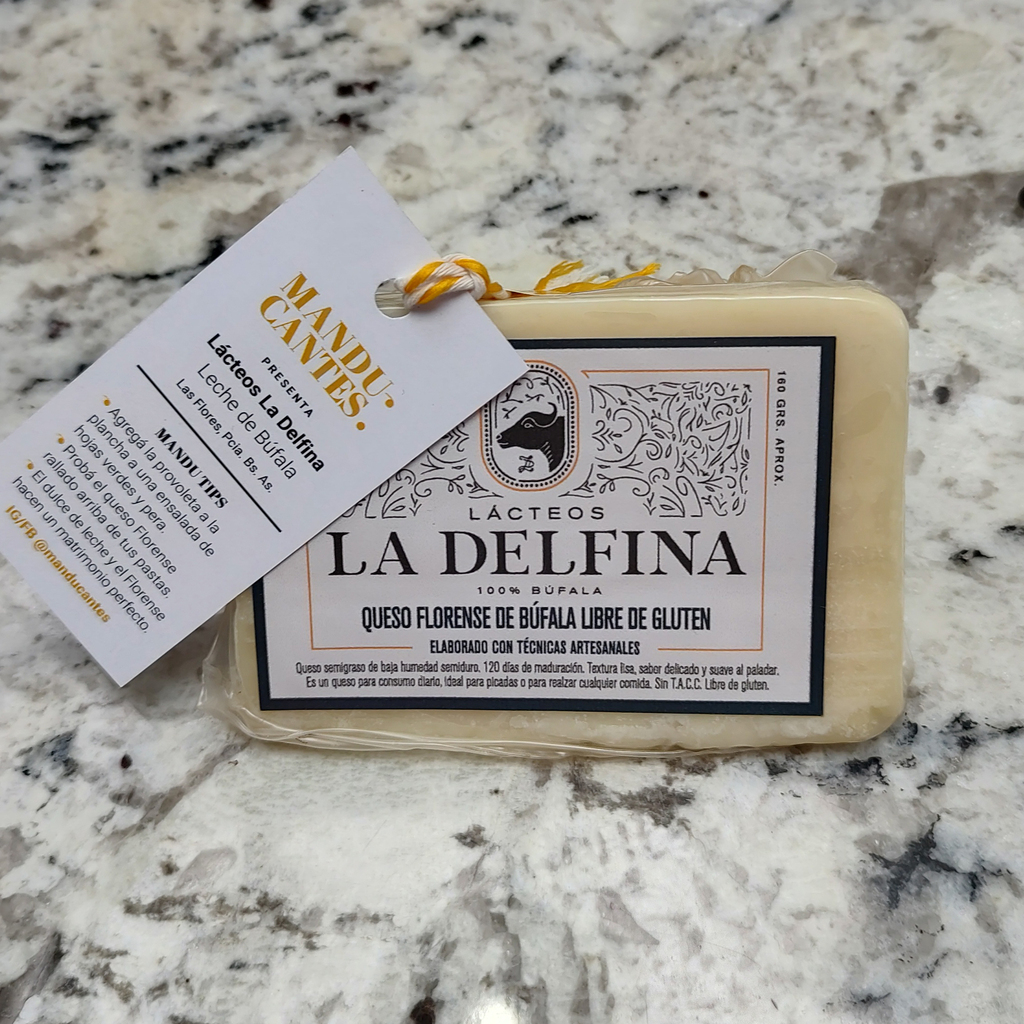 MANDU-
CANTES.
PRESENTA
Lácteos La Delfina
Leche de Búfala
Las Flores, Pcia. Bs. As.
MANDUTIPS
Agregá la provoleta a la
plancha a una ensalada de
hojas verdes y pera.
Probá el queso Florense
rallado arriba de tus pastas.
El dulce de leche y el Florense
hacen un matrimonio perfecto.
IG/FB @manducantes
160 GRS. APROX.
LÁCTEOS
LA DELFINA
100% BÚFALA
QUESO FLORENSE DE BÚFALA LIBRE DE GLUTEN
ELABORADO CON TÉCNICAS ARTESANALES
Queso semigraso de baja humedad semiduro. 120 días de maduración. Textura lisa, sabor delicado y suave al paladar.
Es un queso para consumo diario, ideal para picadas o para realzar cualquier comida. Sin T.A.C.C. Libre de gluten.